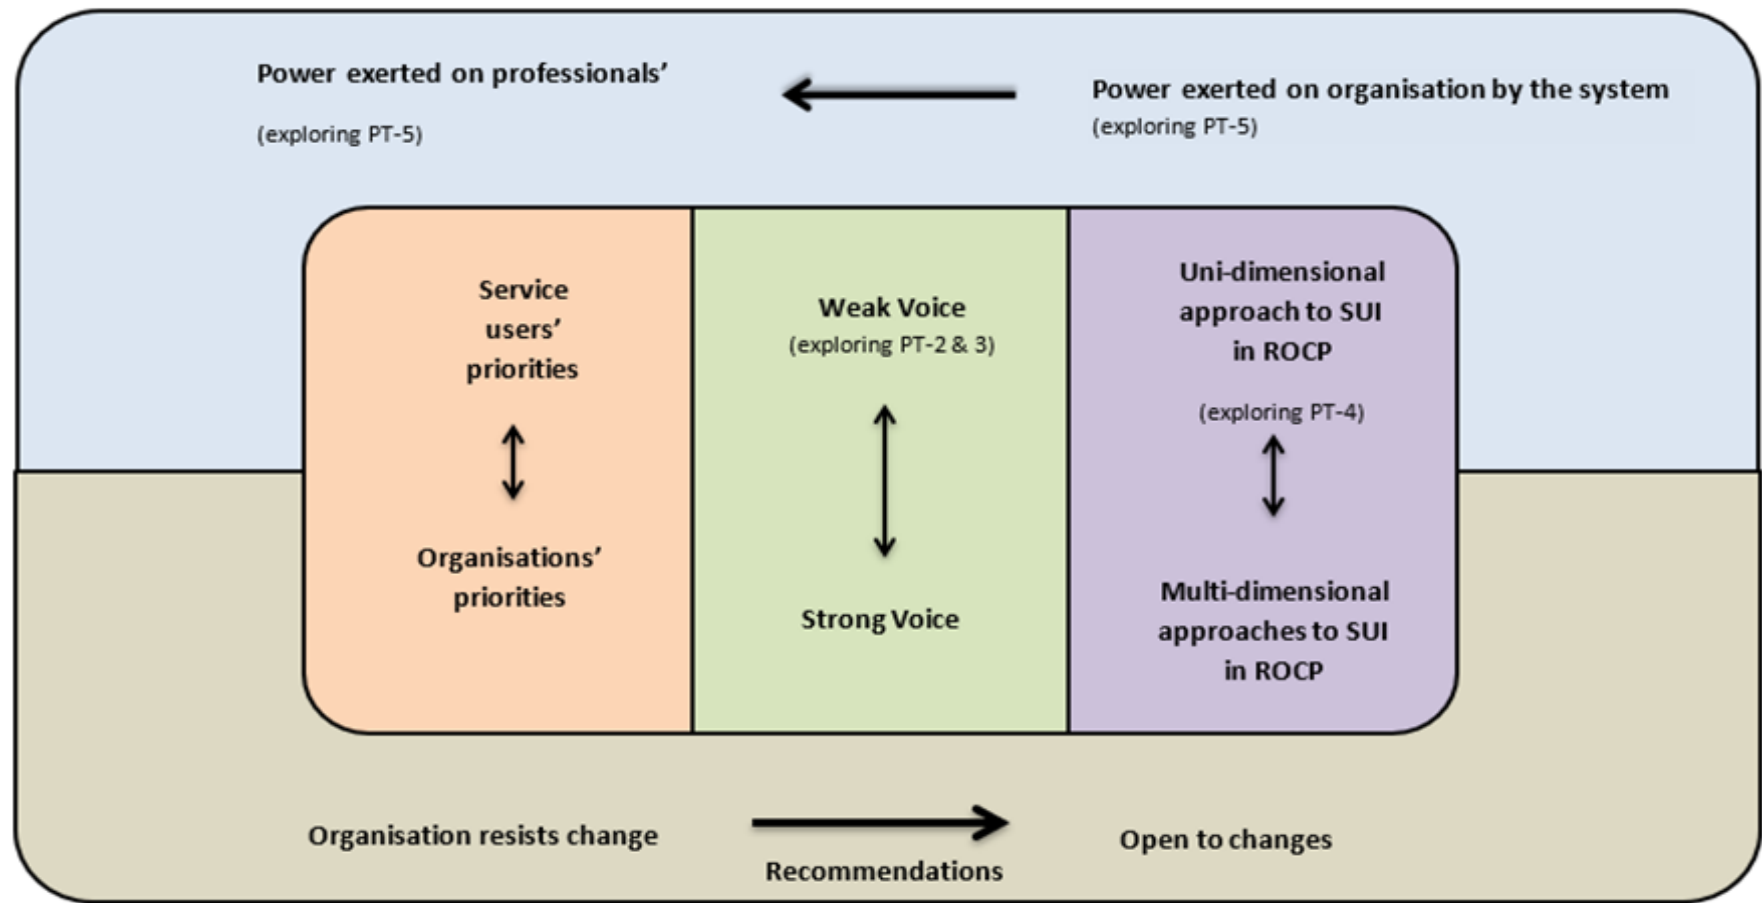 Power exerted on professionals’
(exploring PT-5)
Power exerted on organisation by the system
(exploring PT-5)
Service
users’
priorities
Organisations’
priorities
Weak Voice
(exploring PT-2 & 3)
Strong Voice
Uni-dimensional
approach to SUI
in ROCP
(exploring PT-4)
Multi-dimensional
approaches to SUI
in ROCP
Organisation resists change
Recommendations
Open to changes